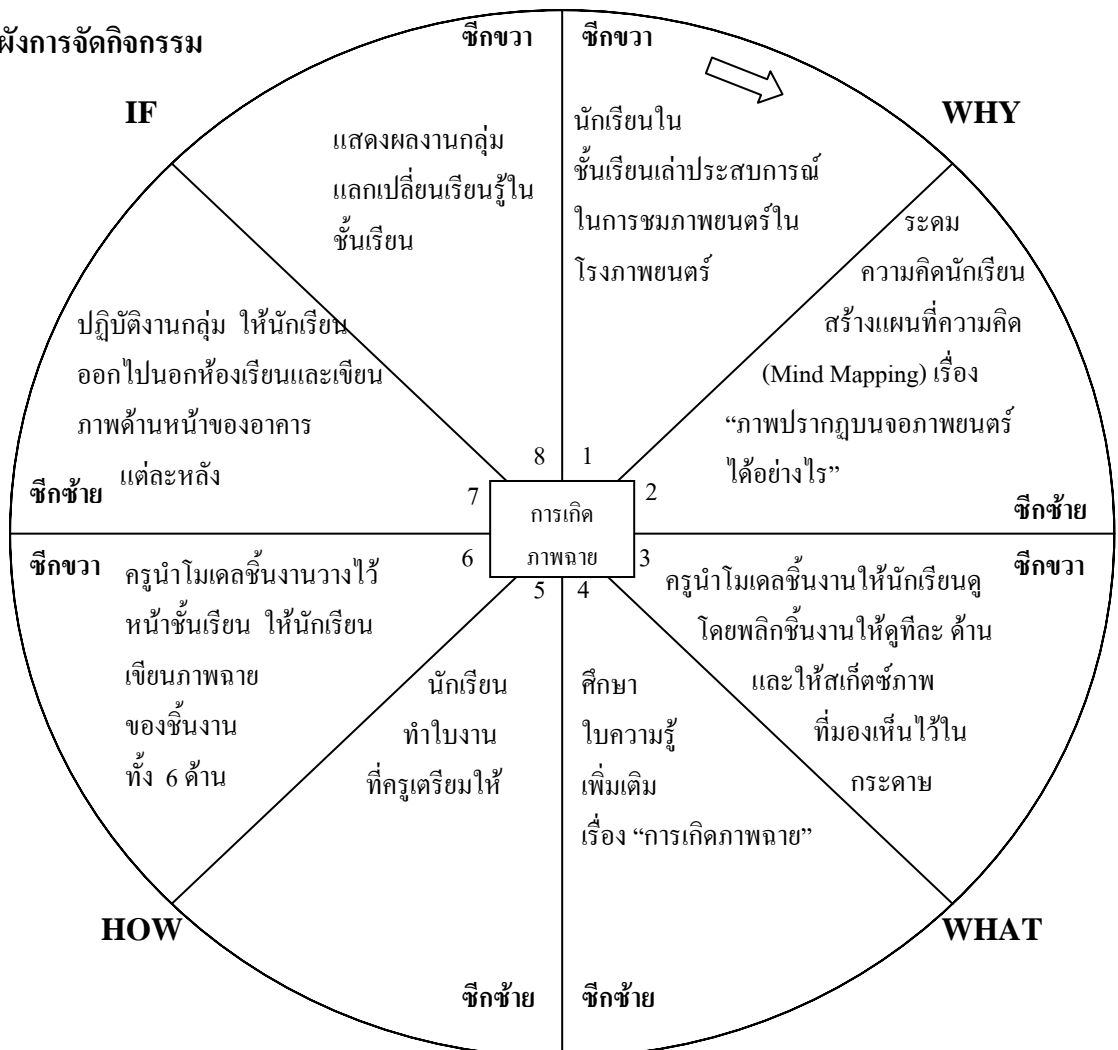 ผังการจัดกิจกรรม
ซีกขวา
ซีกขวา
IF
WHY
นักเรียนใน
ชั้นเรียนเล่าประสบการณ์
ในการชมภาพยนตร์ใน
โรงภาพยนตร์
1
ระดม
ความคิดนักเรียน
สร้างแผนที่ความคิด
(Mind Mapping) เรื่อง
“ภาพปรากฏบนจอภาพยนตร์
ได้อย่างไร”
2
ซีกซ้าย
ซีกขวา
3
ครูนำโมเดลชิ้นงานให้นักเรียนดู
โดยพลิกชิ้นงานให้ดูทีละ ด้าน
และให้สเก็ตซ์ภาพ
ที่มองเห็นไว้ใน
กระดาษ
WHAT
4
ศึกษา
ใบความรู้
เพิ่มเติม
เรื่อง “การเกิดภาพฉาย”
ซีกซ้าย
5
นักเรียน
ทำใบงาน
ที่ครูเตรียมให้
ซีกซ้าย
HOW
6
ซีกขวา
ครูนำโมเดลชิ้นงานวางไว้
หน้าชั้นเรียน ให้นักเรียน
เขียนภาพฉาย
ของชิ้นงาน
ทั้ง 6 ด้าน
7
ปฏิบัติงานกลุ่ม ให้นักเรียน
ออกไปนอกห้องเรียนและเขียน
ภาพด้านหน้าของอาคาร
แต่ละหลัง
ซีกซ้าย
8
แสดงผลงานกลุ่ม
แลกเปลี่ยนเรียนรู้ใน
ชั้นเรียน
การเกิด
ภาพฉาย